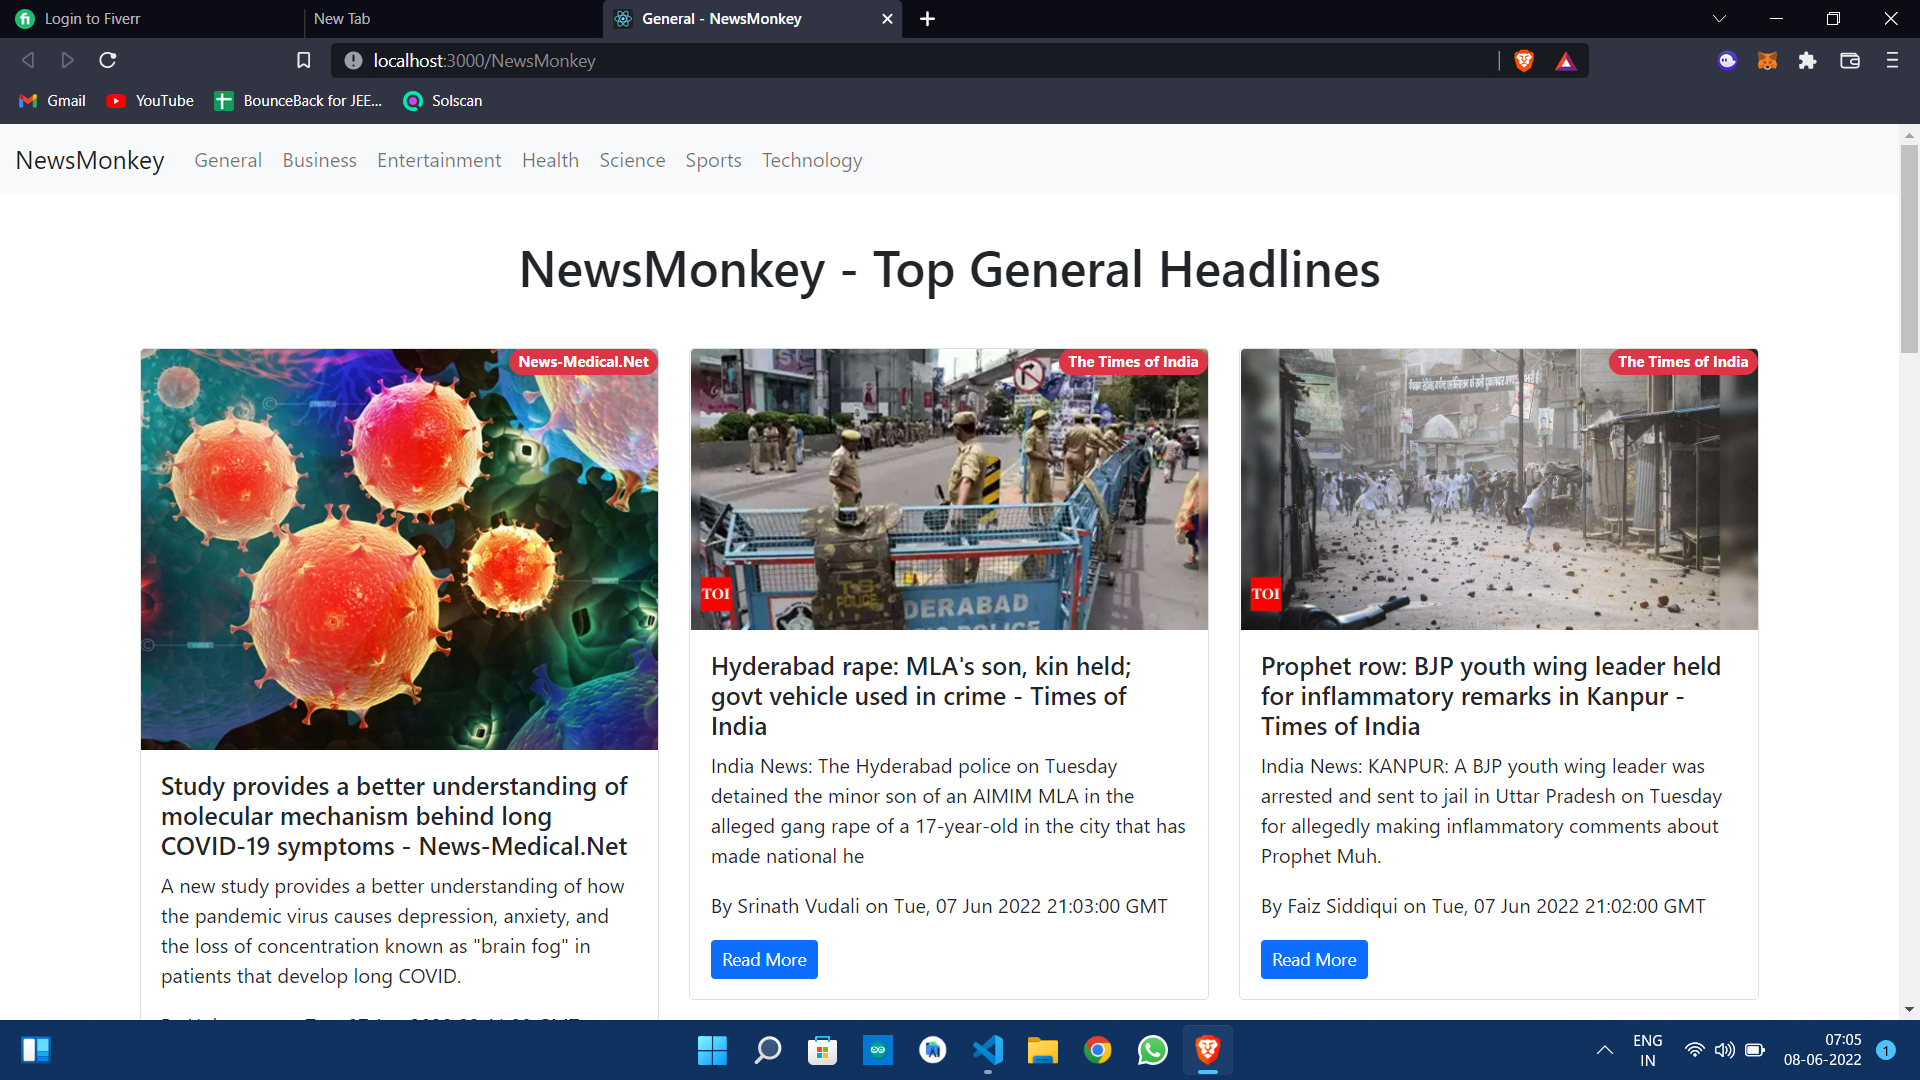 Login to Fiverr
New Tab
General - NewsMonkey
localhost:3000/NewsMonkey
Gmail
YouTube
BounceBack for JEE...
Solscan
NewsMonkey
General
Business
Entertainment
Health
Science
Sports
Technology
NewsMonkey - Top General Headlines
News-Medical.Net
Study provides a better understanding of
molecular mechanism behind long
COVID-19 symptoms - News-Medical.Net
A new study provides a better understanding of how
the pandemic virus causes depression, anxiety, and
the loss of concentration known as "brain fog" in
patients that develop long COVID.
The Times of India
TOI
DERABAD
POLICE
Hyderabad rape: MLA's son, kin held;
govt vehicle used in crime - Times of
India
India News: The Hyderabad police on Tuesday
detained the minor son of an AIMIM MLA in the
alleged gang rape of a 17-year-old in the city that has
made national he
By Srinath Vudali on Tue, 07 Jun 2022 21:03:00 GMT
Read More
The Times of India
TOI
Prophet row: BJP youth wing leader held
for inflammatory remarks in Kanpur -
Times of India
India News: KANPUR: A BJP youth wing leader was
arrested and sent to jail in Uttar Pradesh on Tuesday
for allegedly making inflammatory comments about
Prophet Muh.
By Faiz Siddiqui on Tue, 07 Jun 2022 21:02:00 GMT
Read More
ENG
IN
07:05
08-06-2022
1